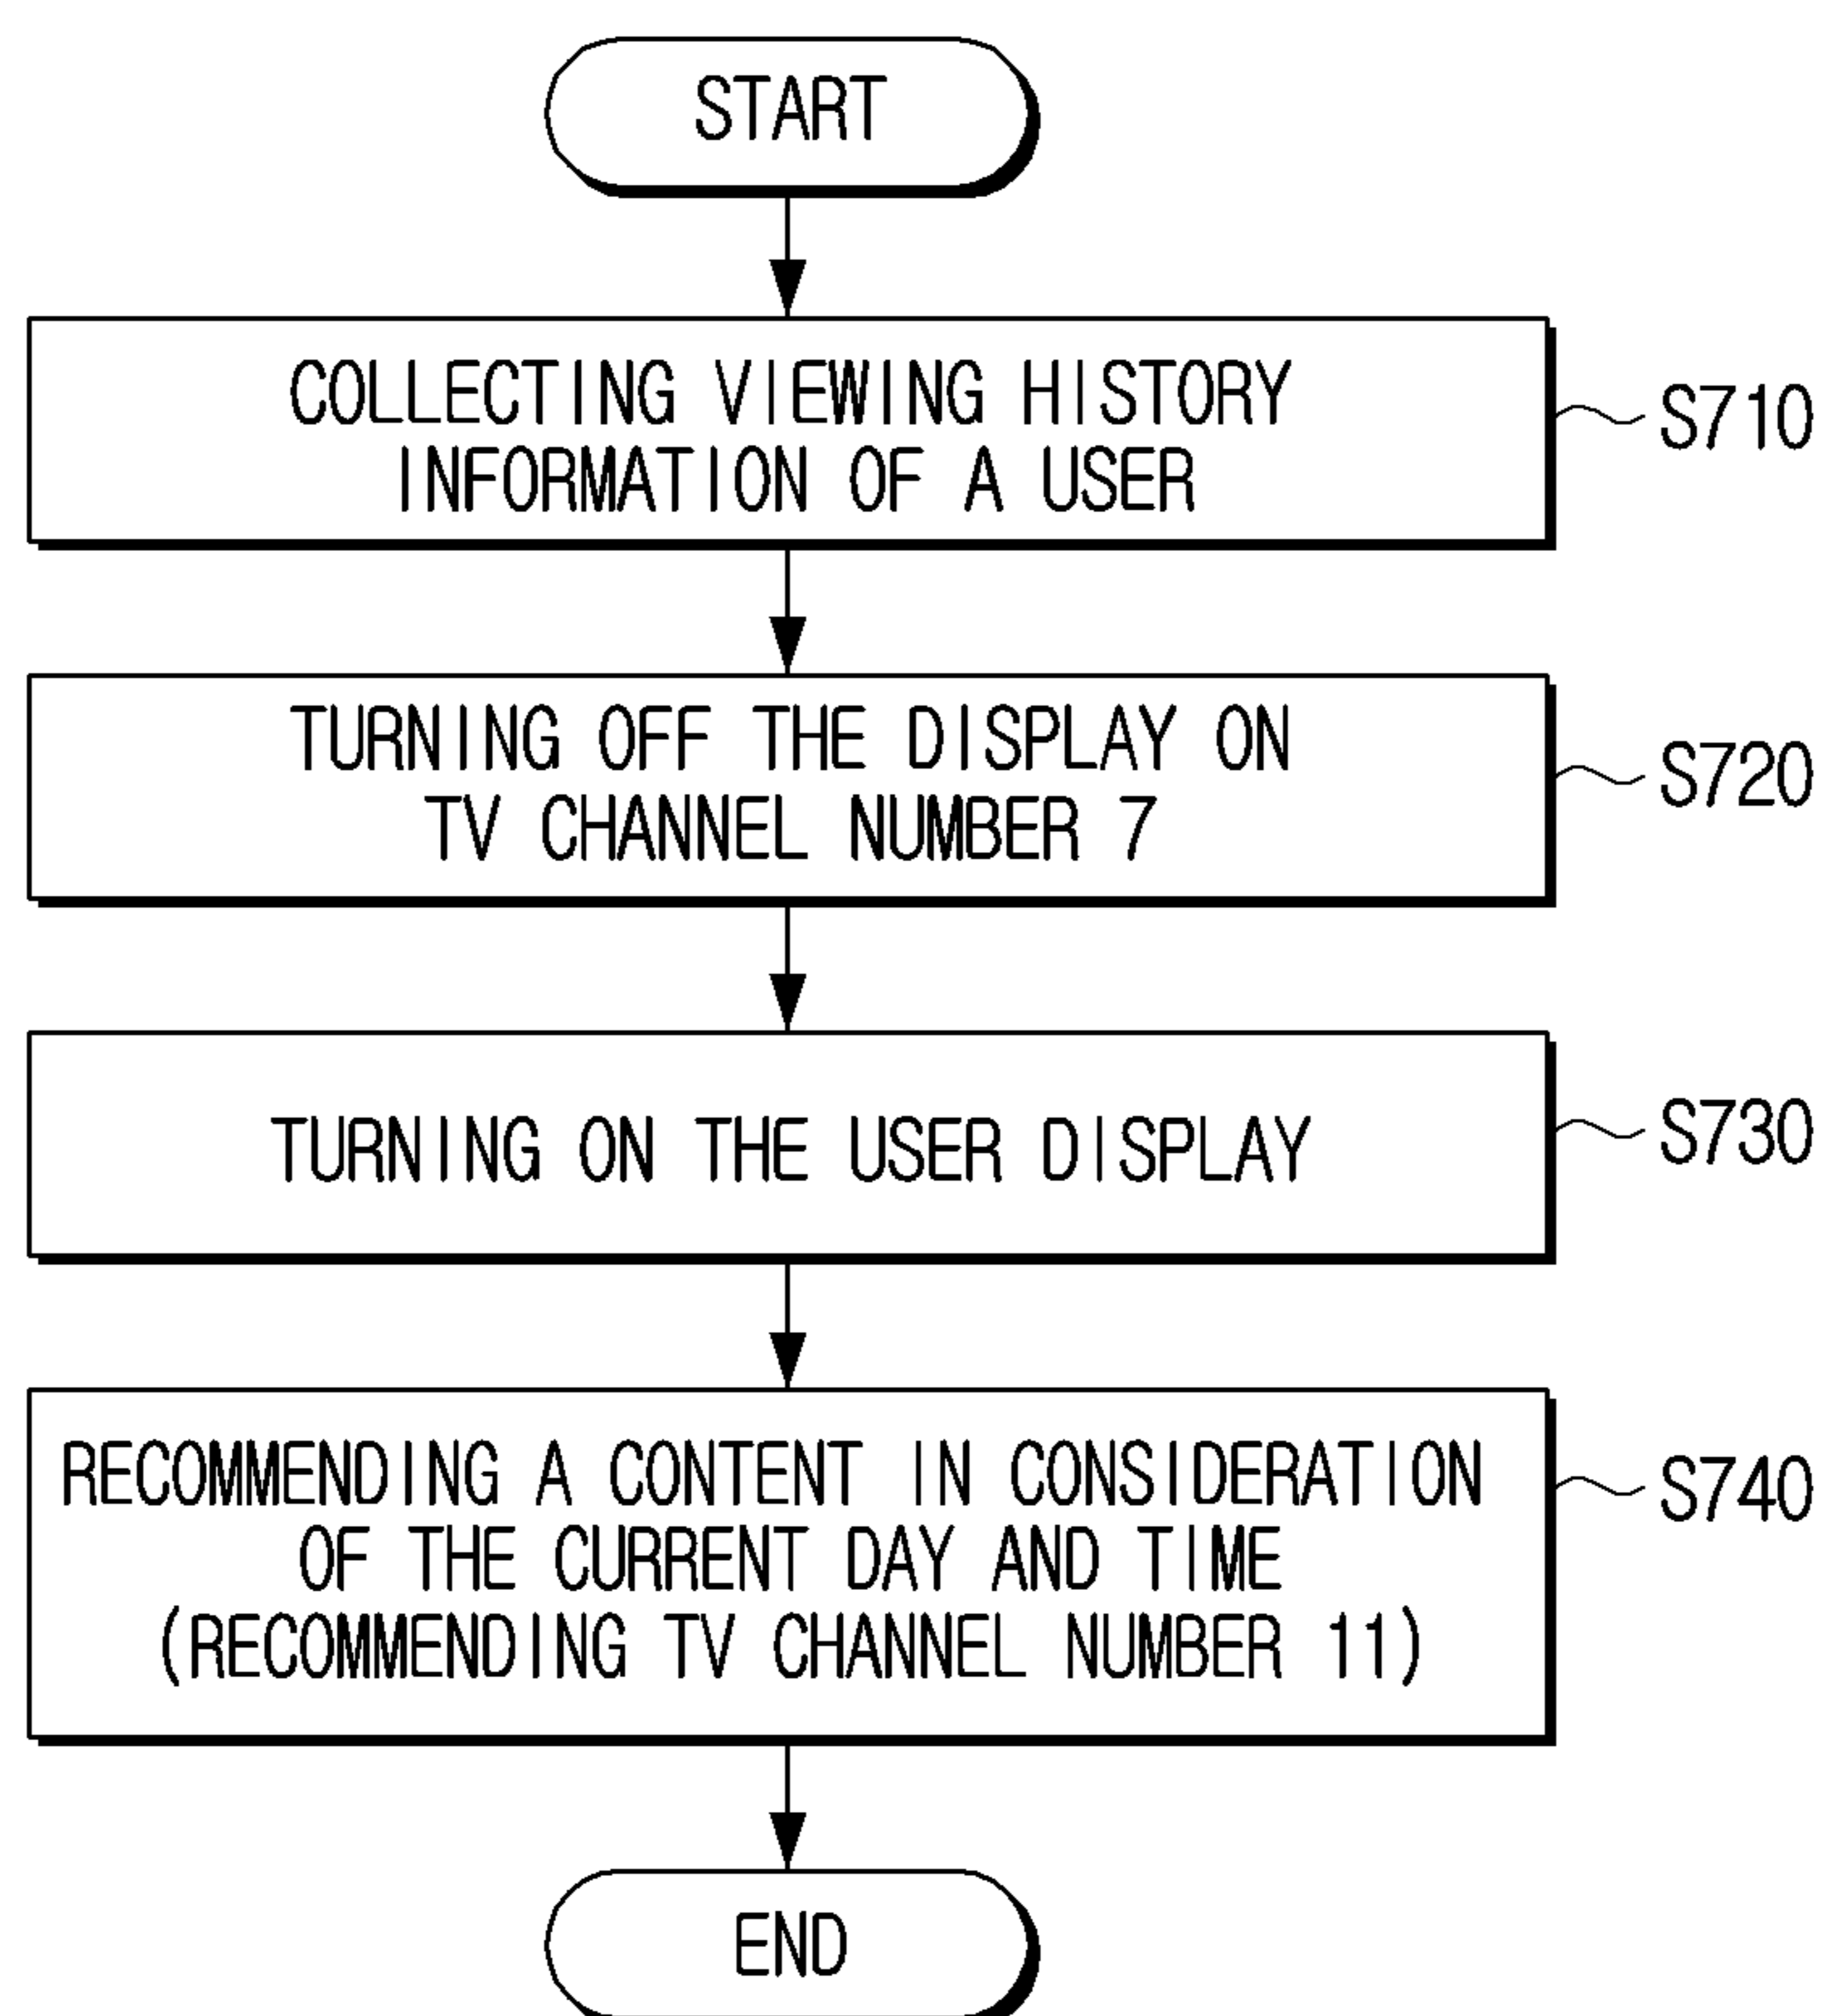 START
COLLECTING VIEWING HISTORY
INFORMATION OF A USER
S710
TURNING OFF THE DISPLAY ON
TV CHANNEL NUMBER 7
S720
TURNING ON THE USER DISPLAY
S730
RECOMMENDING A CONTENT IN CONSIDERATION
OF THE CURRENT DAY AND TIME
(RECOMMENDING TV CHANNEL NUMBER 11)
S740
END